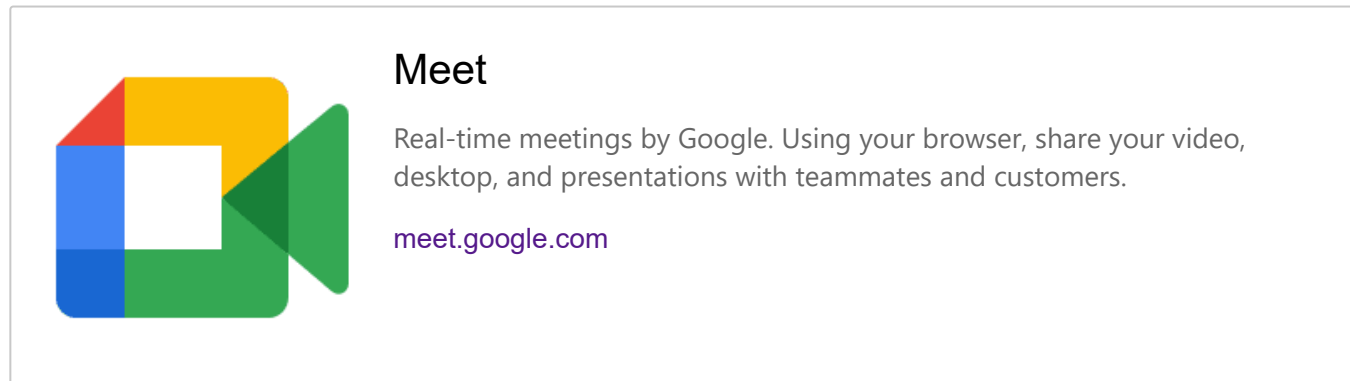 Meet
Real-time meetings by Google. Using your browser, share your video,
desktop, and presentations with teammates and customers.
meet.google.com